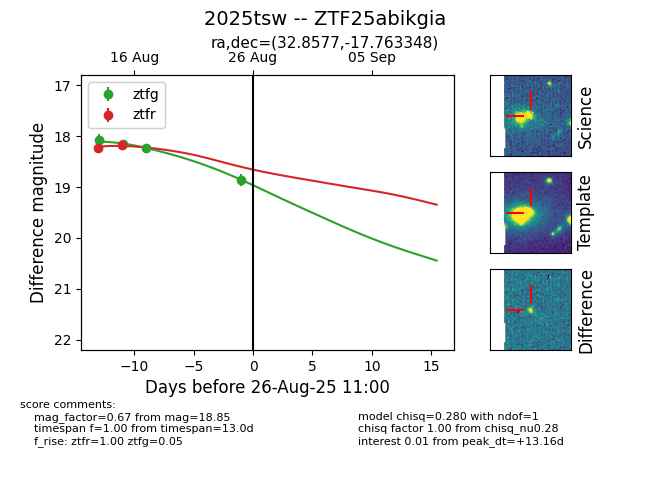 2025tsw -- ZTF25abikgia
ra,dec=(32.8577,-17.763348)
16 Aug 26 Aug 05 Sep
17
18
19
20
21
22
Difference magnitude
ztfg
ztfr
−10 −5 0 5 10 15
Days before 26-Aug-25 11:00
Science
Template
Difference
score comments:
mag_factor=0.67 from mag=18.85
timespan f=1.00 from timespan=13.0d
f_rise: ztfr=1.00 ztfg=0.05
model chisq=0.280 with ndof=1
chisq factor 1.00 from chisq_nu0.28
interest 0.01 from peak_dt=+13.16d